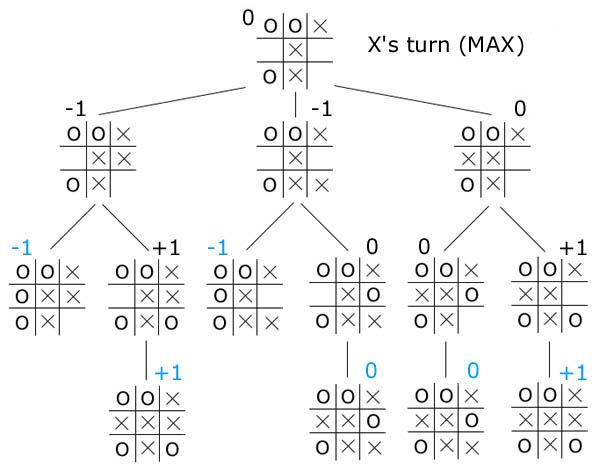 0 O O ×
× X's turn (MAX)
O ×
-1 -1 0
O O × O O × O O ×
× × × × ×
O × O × × O ×
-1 +1 -1 0 0 +1
O O × O O × O O × O O × O O × O O ×
O × × × × O × × O × × O × ×
O × O × O O × × O × × O × O × O
+1 0 0 +1
O O × O O × O O × O O ×
× × × × × O × × O × × ×
O × O O × × O × × O × O